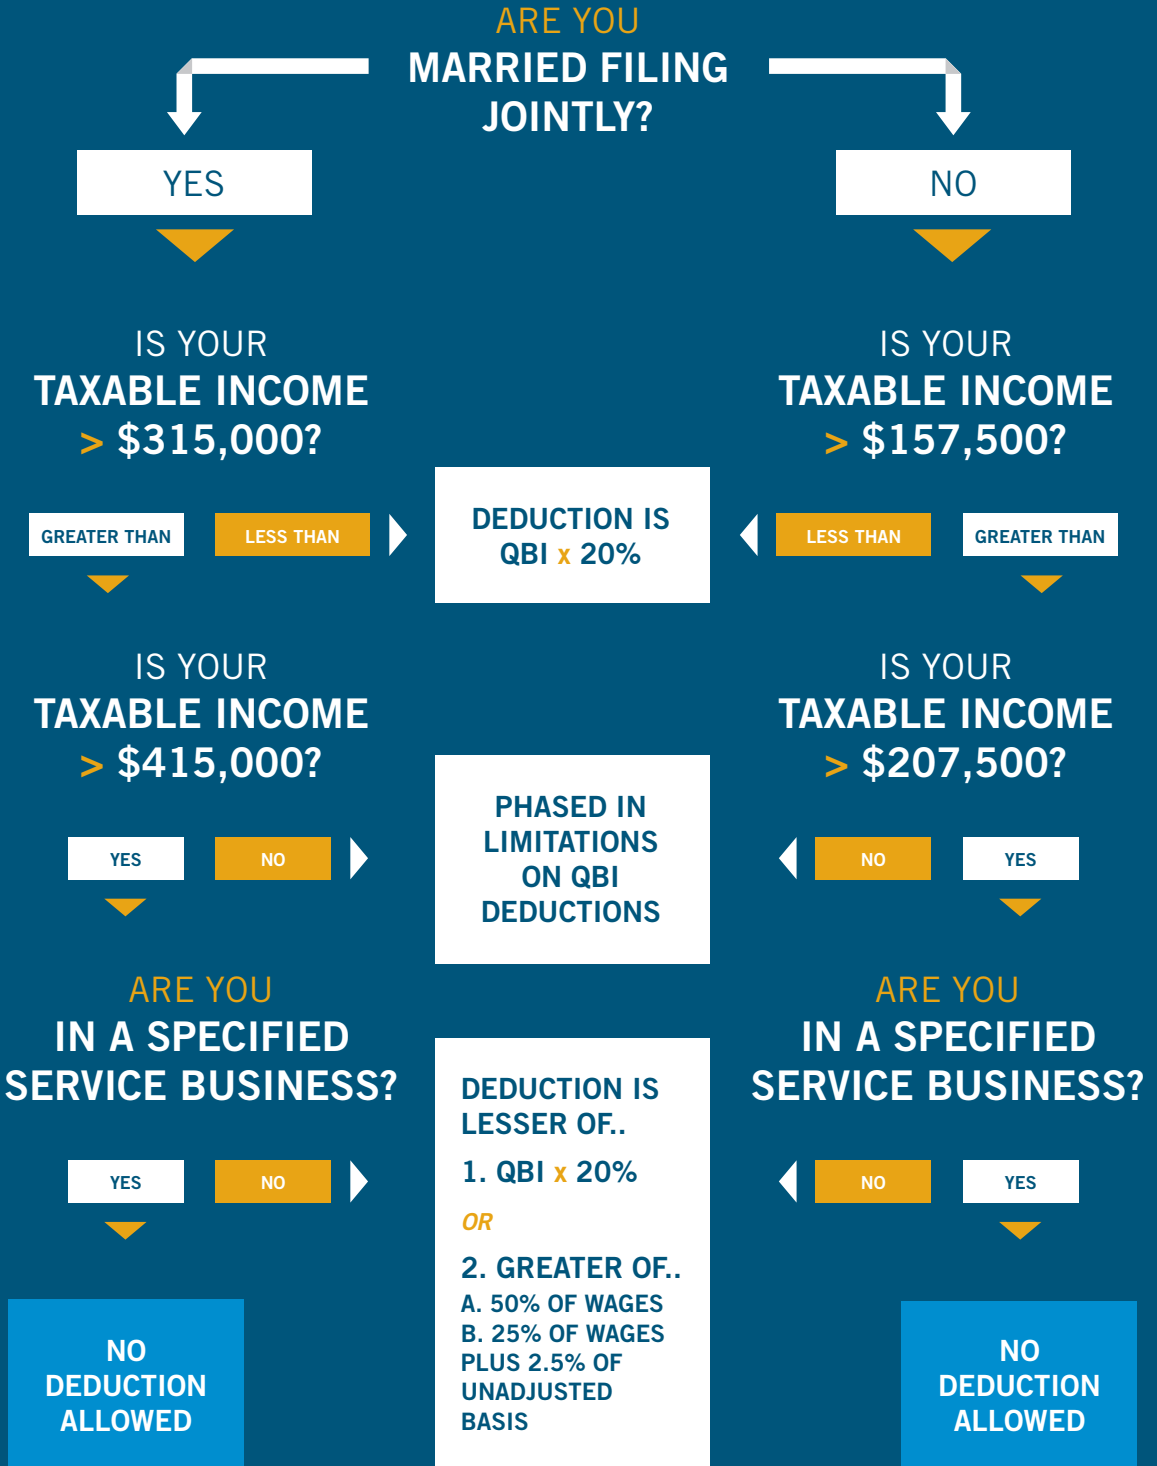 ARE YOU
MARRIED FILING
JOINTLY?
YES
NO
IS YOUR
TAXABLE INCOME
> $315,000?
IS YOUR
TAXABLE INCOME
> $157,500?
GREATER THAN
LESS THAN
DEDUCTION IS
QBI x 20%
LESS THAN
GREATER THAN
IS YOUR
TAXABLE INCOME
> $415,000?
IS YOUR
TAXABLE INCOME
> $207,500?
YES
NO
PHASED IN
LIMITATIONS
ON QBI
DEDUCTIONS
NO
YES
ARE YOU
IN A SPECIFIED
SERVICE BUSINESS?
ARE YOU
IN A SPECIFIED
SERVICE BUSINESS?
YES
NO
DEDUCTION IS
LESSER OF..
1. QBI x 20%
OR
2. GREATER OF..
A. 50% OF WAGES
B. 25% OF WAGES
PLUS 2.5% OF
UNADJUSTED
BASIS
NO
YES
NO
DEDUCTION
ALLOWED
NO
DEDUCTION
ALLOWED